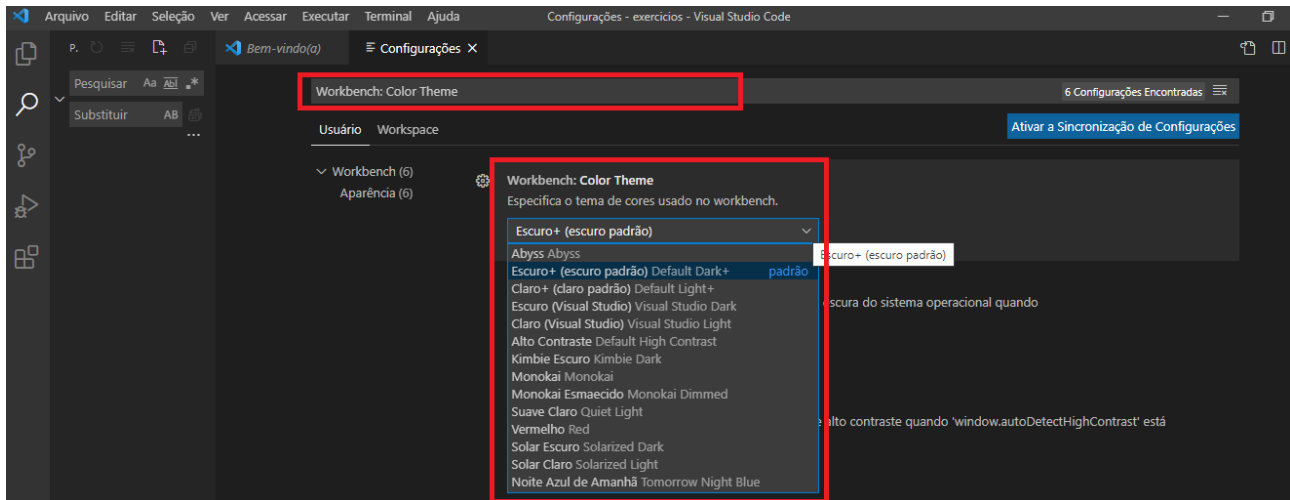 Arquivo Editar Seleção Ver Acessar Executar Terminal Ajuda Configurações - exercicios - Visual Studio Code
P. Bem-vindo(a) Configurações
Pesquisar Aa Abl .*
Substituir AB
...
Workbench: Color Theme 6 Configurações Encontradas
Usuário Workspace Ativar a Sincronização de Configurações
Workbench (6)
Aparência (6)
Workbench: Color Theme
Especifica o tema de cores usado no workbench.
Escuro+ (escuro padrão)
Abyss Abyss
Escuro+ (escuro padrão)
Escuro+ (escuro padrão) Default Dark+ padrão
Claro+ (claro padrão) Default Light+
Escuro (Visual Studio) Visual Studio Dark
escura do sistema operacional quando
Claro (Visual Studio) Visual Studio Light
Alto Contraste Default High Contrast
Kimbie Escuro Kimbie Dark
Monokai Monokai
Monokai Esmaecido Monokai Dimmed
Suave Claro Quiet Light
alto contraste quando 'window.autoDetectHighContrast' está
Vermelho Red
Solar Escuro Solarized Dark
Solar Claro Solarized Light
Noite Azul de Amanhã Tomorrow Night Blue